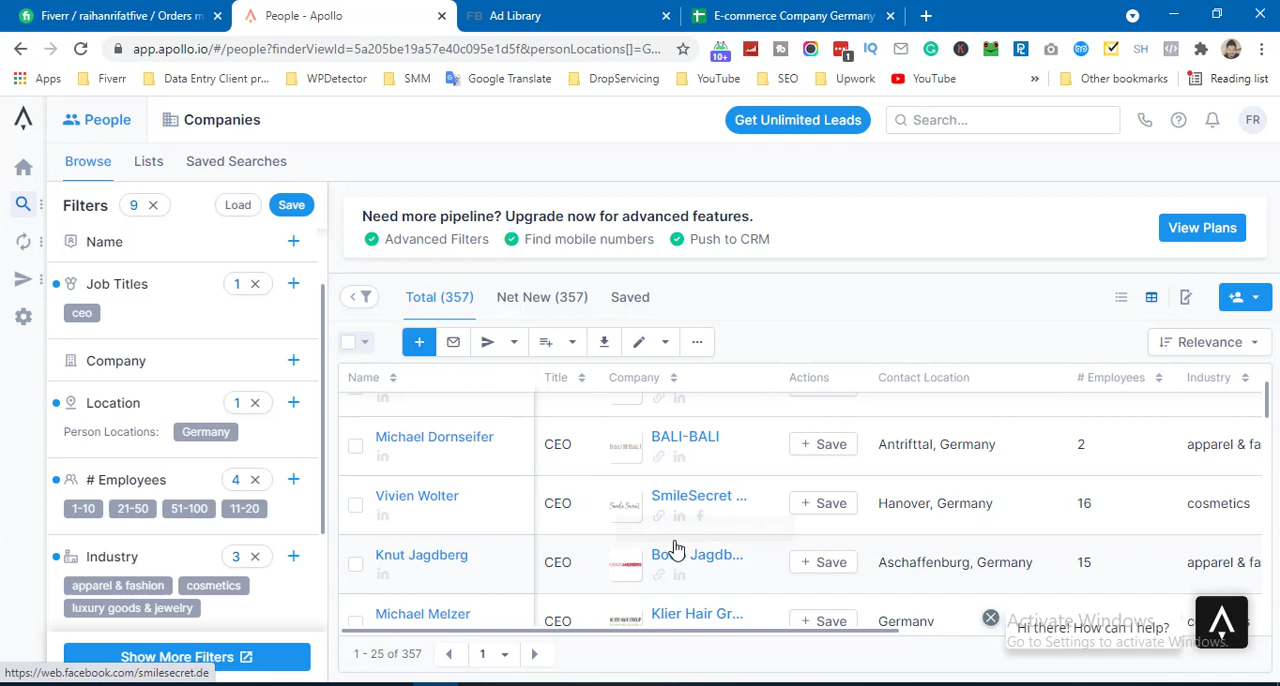 Fiverr / raihanrifatfive / Orders m
People - Apollo
Ad Library
E-commerce Company Germany
app.apollo.io/#/people?finderViewId=5a205be19a57e40c095e1d5f&personLocations[]=G...
10+
1
IQ
SH
Apps
Fiverr
Data Entry Client pr...
WPDetector
SMM
Google Translate
DropServicing
YouTube
SEO
Upwork
YouTube
»
Other bookmarks
Reading list
People
Companies
Get Unlimited Leads
Search...
FR
Browse
Lists
Saved Searches
Filters
9
Load
Save
Name
Job Titles
1
ceo
Company
Location
1
Person Locations:
Germany
# Employees
4
1-10
21-50
51-100
11-20
Industry
3
apparel & fashion
cosmetics
luxury goods & jewelry
Show More Filters
Need more pipeline? Upgrade now for advanced features.
Advanced Filters
Find mobile numbers
Push to CRM
View Plans
Total (357)
Net New (357)
Saved
Relevance
Name
Title
Company
Actions
Contact Location
# Employees
Industry
Michael Dornseifer
CEO
BALI-BALI
+ Save
Antrifttal, Germany
2
apparel & fa
Vivien Wolter
CEO
SmileSecret ...
+ Save
Hanover, Germany
16
cosmetics
Knut Jagdberg
CEO
+ Save
Aschaffenburg, Germany
15
apparel & fa
Michael Melzer
CEO
Klier Hair Gr...
+ Save
Germany
Activate Windows
Hi there! How can I help?
Go to Settings to activate Windows.
1 - 25 of 357
1
https://web.facebook.com/smilesecret.de